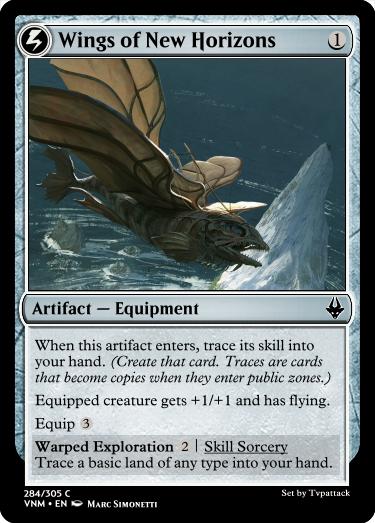 Wings of New Horizons 1
Artifact — Equipment
When this artifact enters, trace its skill into
your hand. (Create that card. Traces are cards
that become copies when they enter public zones.)
Equipped creature gets +1/+1 and has flying.
Equip 3
Warped Exploration 2 | Skill Sorcery
Trace a basic land of any type into your hand.
284/305 C
Set by Tvpattack
VNM • EN Marc Simonetti